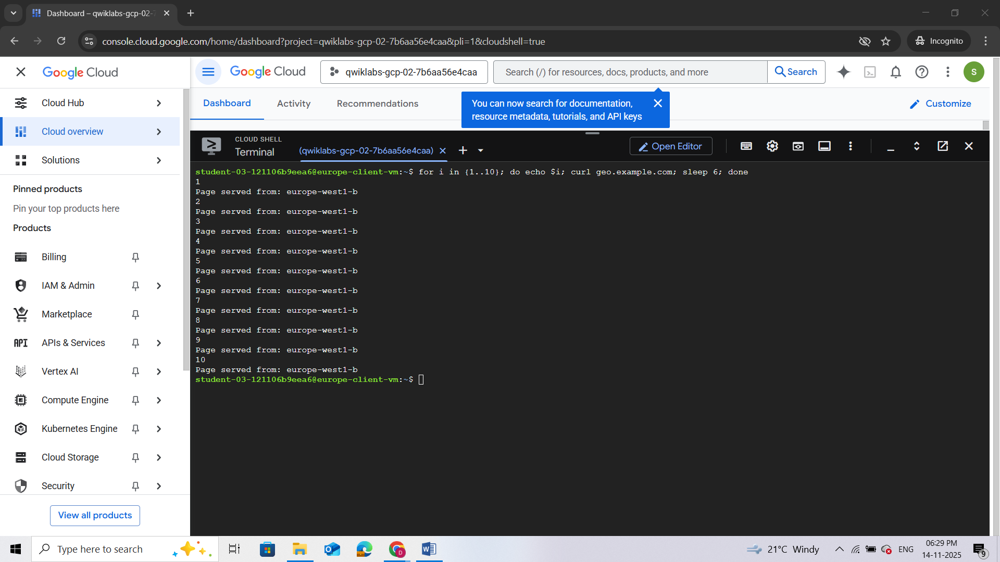 Dashboard – qwiklabs-gcp-02-7
console.cloud.google.com/home/dashboard?project=qwiklabs-gcp-02-7b6aa56e4caa&pli=1&cloudshell=true
Incognito
Google Cloud
Cloud Hub
Cloud overview
Solutions
Pinned products
Pin your top products here
Products
Billing
IAM & Admin
Marketplace
API APIs & Services
Vertex AI
Compute Engine
Kubernetes Engine
Cloud Storage
Security
View all products
Google Cloud
qwiklabs-gcp-02-7b6aa56e4caa
Search (/) for resources, docs, products, and more
Search
S
Dashboard
Activity
Recommendations
You can now search for documentation,
resource metadata, tutorials, and API keys
Customize
CLOUD SHELL
Terminal
(qwiklabs-gcp-02-7b6aa56e4caa)
Open Editor
student-03-121106b9eea6@europe-client-vm:~$ for i in {1..10}; do echo $i; curl geo.example.com; sleep 6; done
1
Page served from: europe-west1-b
2
Page served from: europe-west1-b
3
Page served from: europe-west1-b
4
Page served from: europe-west1-b
5
Page served from: europe-west1-b
6
Page served from: europe-west1-b
7
Page served from: europe-west1-b
8
Page served from: europe-west1-b
9
Page served from: europe-west1-b
10
Page served from: europe-west1-b
student-03-121106b9eea6@europe-client-vm:~$
Type here to search
21°C Windy
ENG
06:29 PM
14-11-2025
9